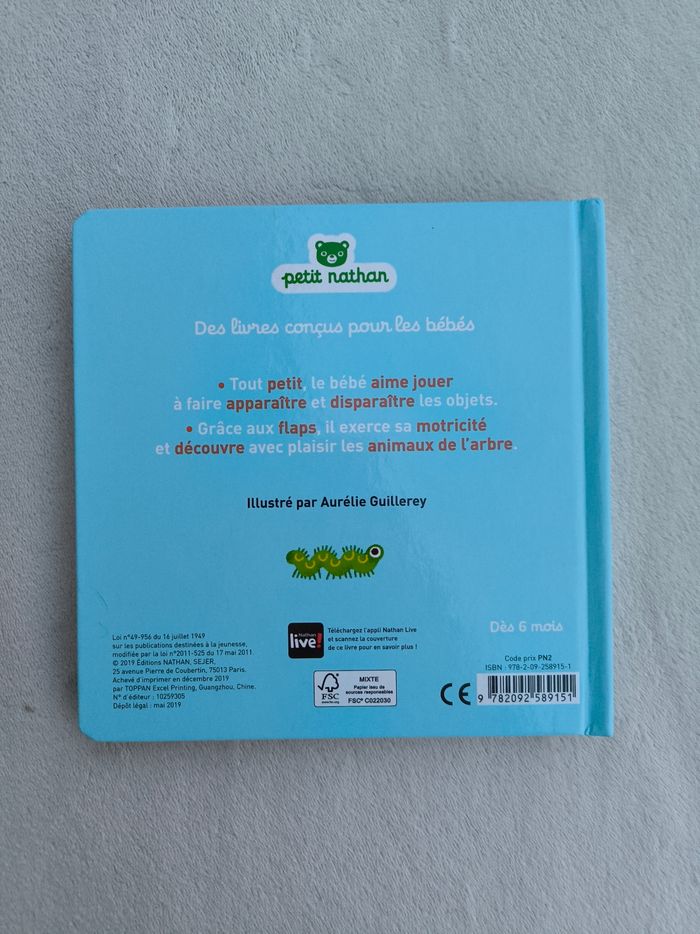 petit nathan
Des livres conçus pour les bébés
• Tout petit, le bébé aime jouer
à faire apparaître et disparaître les objets.
• Grâce aux flaps, il exerce sa motricité
et découvre avec plaisir les animaux de l'arbre.
Illustré par Aurélie Guillerey
Loi n°49-956 du 16 juillet 1949
sur les publications destinées à la jeunesse,
modifiée par la loi n°2011-525 du 17 mai 2011.
© 2019 Éditions NATHAN, SEJER,
25 avenue Pierre de Coubertin, 75013 Paris.
Achevé d'imprimer en décembre 2019
par TOPPAN Excel Printing, Guangzhou, Chine.
N° d'éditeur : 10259305
Dépôt légal : mai 2019
Nathan
live!
Téléchargez l'appli Nathan Live
et scannez la couverture
de ce livre pour en savoir plus !
FSC
www.fsc.org
MIXTE
Papier issu de
sources responsables
FSC® C022030
Dès 6 mois
Code prix PN2
ISBN : 978-2-09-258915-1
CE
9 782092 589151